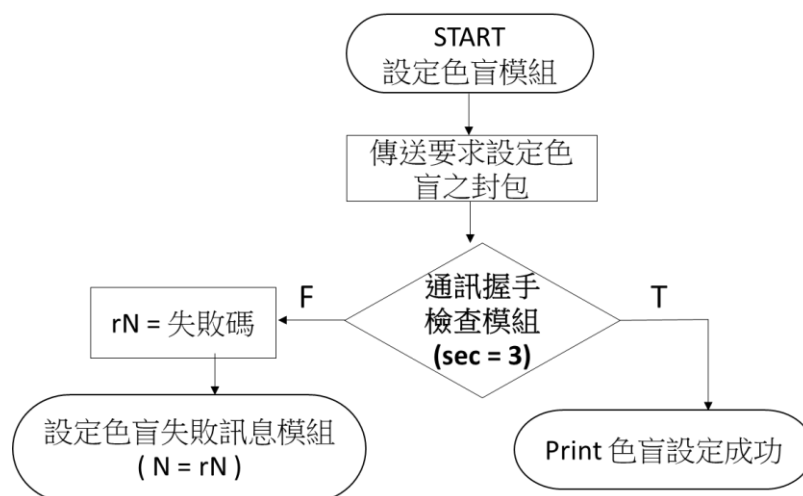 START
設定色盲模組
傳送要求設定色
盲之封包
通訊握手
檢查模組
(sec = 3)
F
T
rN = 失敗碼
設定色盲失敗訊息模組
( N = rN )
Print 色盲設定成功